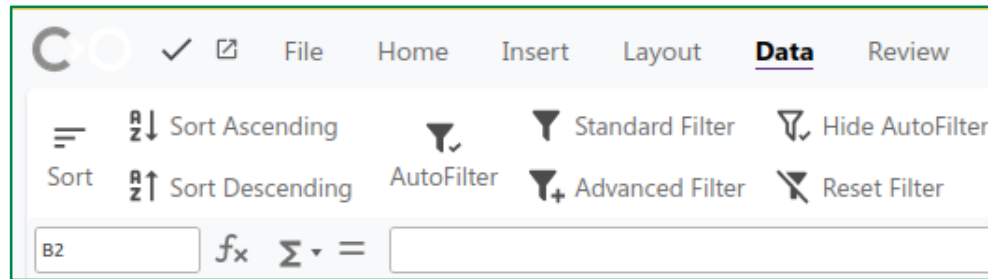 File Home Insert Layout Data Review
Sort Ascending Standard Filter Hide AutoFilter
Sort AutoFilter
Sort Descending Advanced Filter Reset Filter
B2 fx Σ =